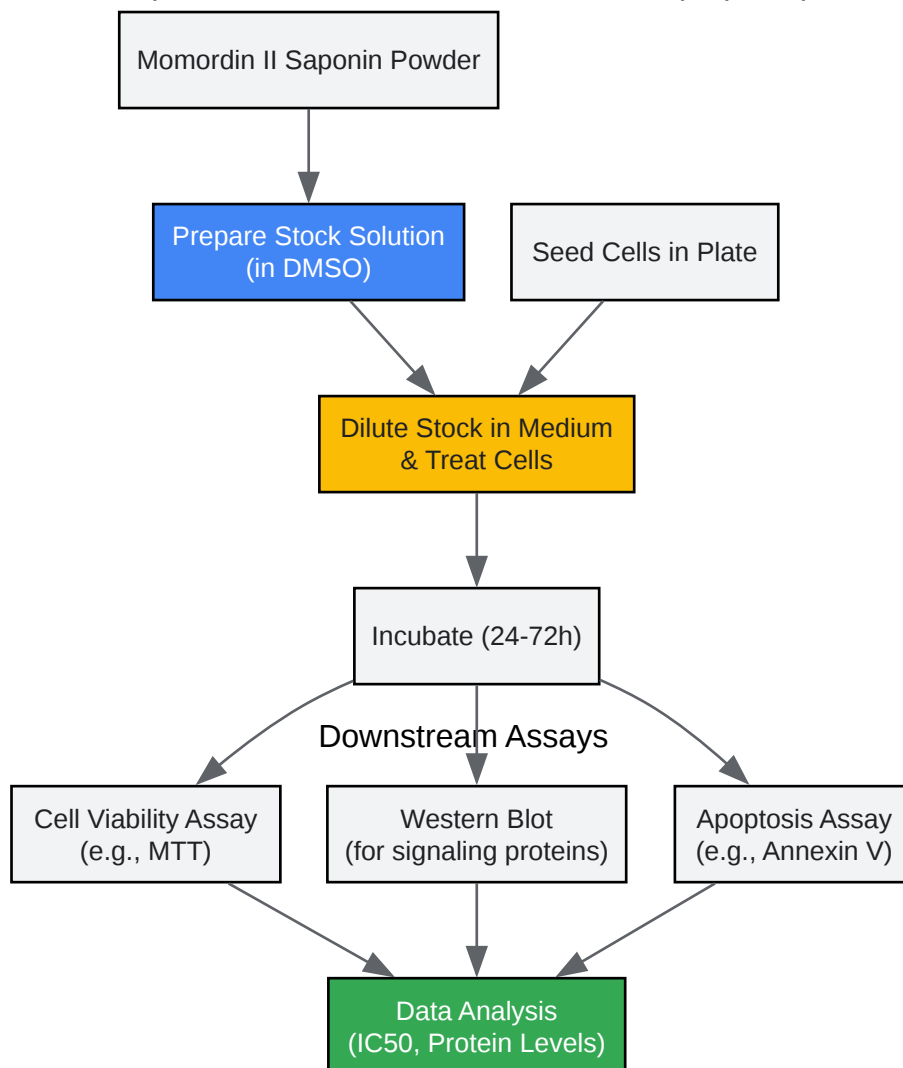 Momordin II Saponin Powder
Prepare Stock Solution
(in DMSO)
Seed Cells in Plate
Dilute Stock in Medium
& Treat Cells
Incubate (24-72h)
Downstream Assays
Cell Viability Assay
(e.g., MTT)
Western Blot
(for signaling proteins)
Apoptosis Assay
(e.g., Annexin V)
Data Analysis
(IC50, Protein Levels)